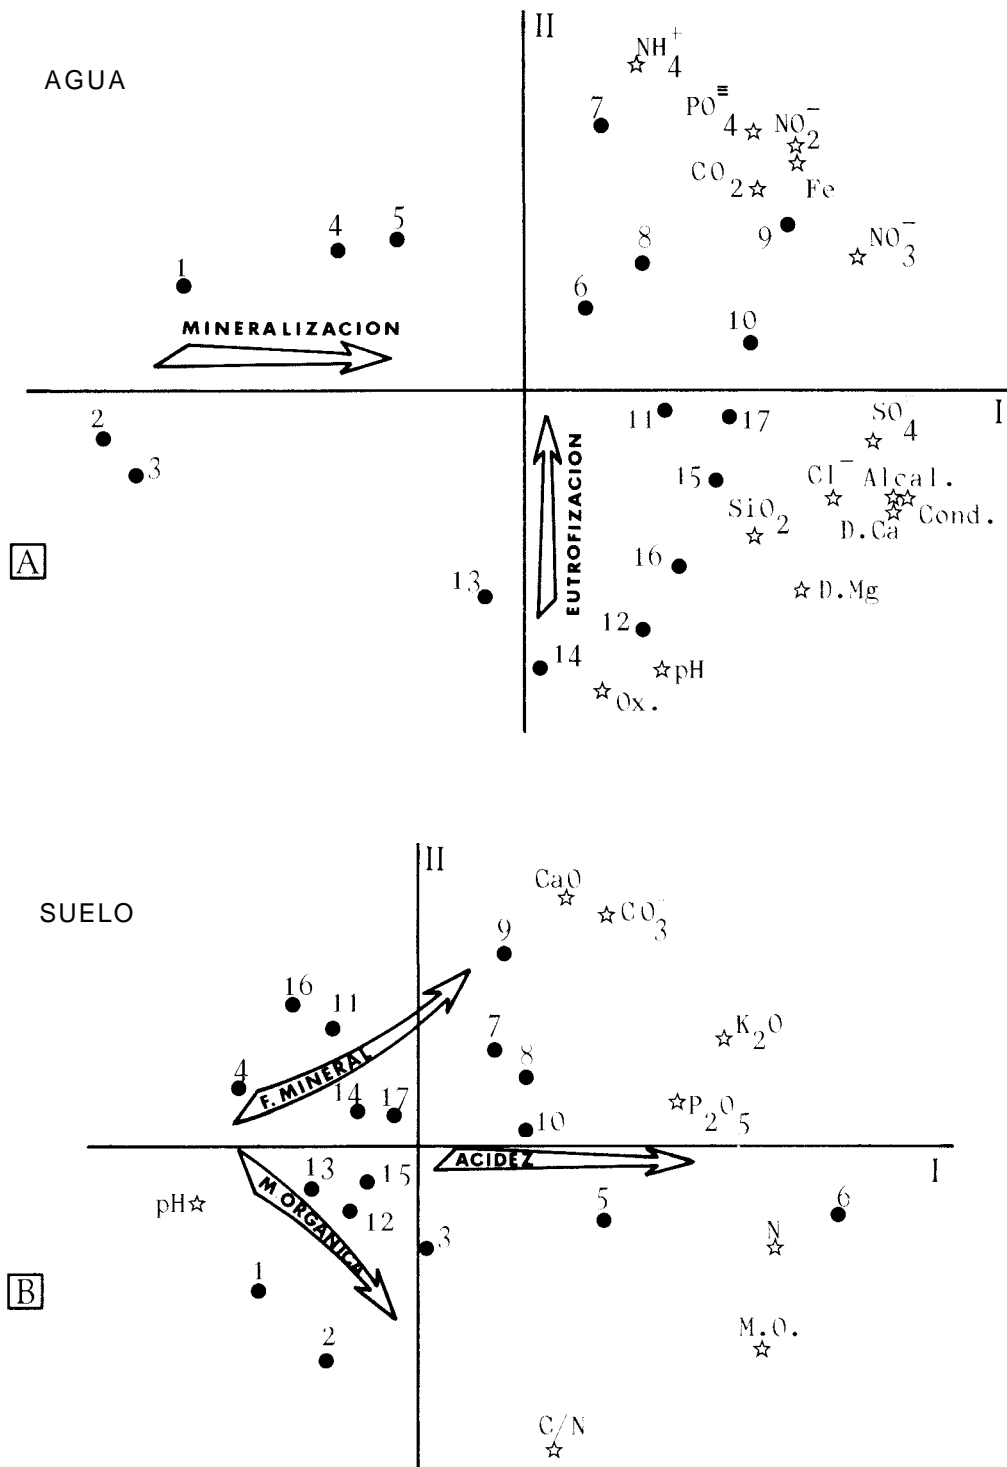 II
AGUA
NH4+
7
PO4≡
NO2-
CO2
Fe
4
5
8
9
NO3-
1
6
10
MINERALIZACION
I
2
3
11
17
SO4=
15
Cl-
Alcal.
SiO2
D.Ca
Cond.
EUTROFIZACION
A
16
13
D.Mg
12
14
pH
Ox.
II
SUELO
CaO
CO3=
9
16
11
7
K2O
8
4
F. MINERAL
14
17
P2O5
10
ACIDEZ
I
13
15
pH
M. ORGANICA
12
3
5
6
N
1
B
2
M.O.
C/N